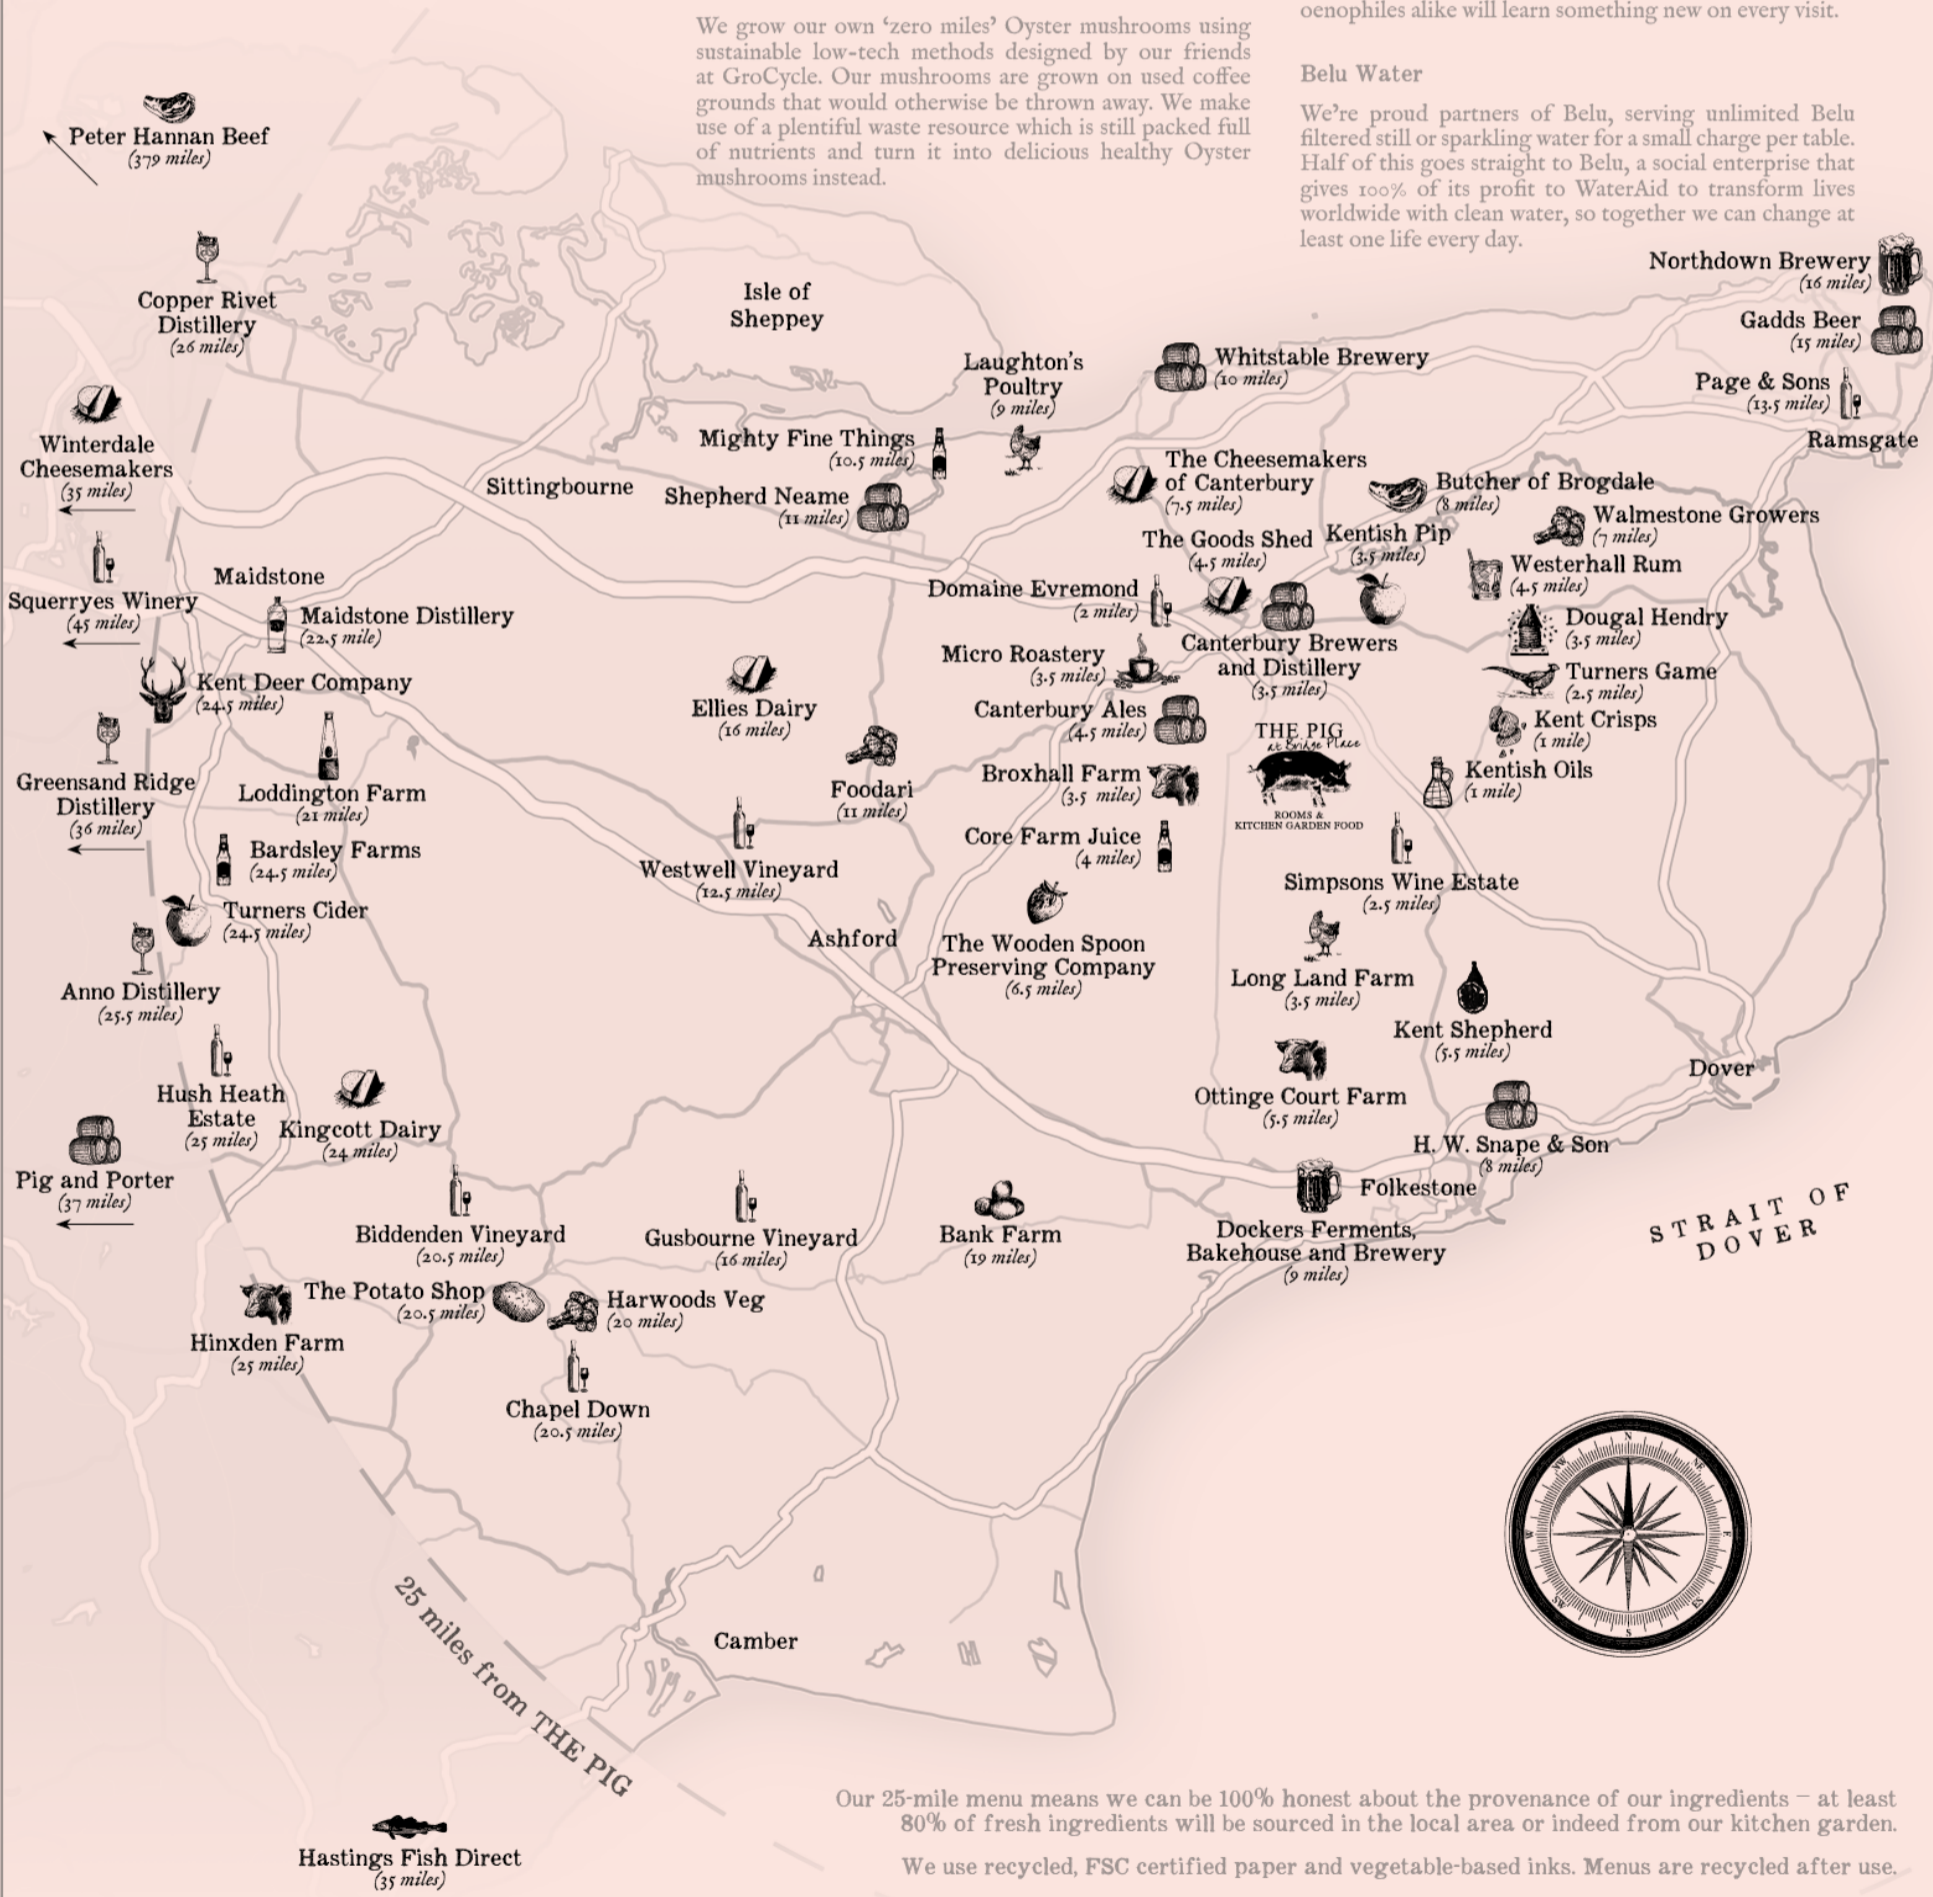 We grow our own ‘zero miles’ Oyster mushrooms using
sustainable low-tech methods designed by our friends
at GroCycle. Our mushrooms are grown on used coffee
grounds that would otherwise be thrown away. We make
use of a plentiful waste resource which is still packed full
of nutrients and turn it into delicious healthy Oyster
mushrooms instead.
oenophiles alike will learn something new on every visit.
Belu Water
We’re proud partners of Belu, serving unlimited Belu
filtered still or sparkling water for a small charge per table.
Half of this goes straight to Belu, a social enterprise that
gives 100% of its profit to WaterAid to transform lives
worldwide with clean water, so together we can change at
least one life every day.
Peter Hannan Beef
(379 miles)
Copper Rivet
Distillery
(26 miles)
Isle of
Sheppey
Northdown Brewery
(16 miles)
Gadds Beer
(15 miles)
Page & Sons
(13.5 miles)
Ramsgate
Laughton’s
Poultry
(9 miles)
Whitstable Brewery
(10 miles)
Winterdale
Cheesemakers
(35 miles)
Mighty Fine Things
(10.5 miles)
Sittingbourne
Shepherd Neame
(11 miles)
The Cheesemakers
of Canterbury
(7.5 miles)
Butcher of Brogdale
(8 miles)
Walmestone Growers
(7 miles)
The Goods Shed
(4.5 miles)
Kentish Pip
(3.5 miles)
Westerhall Rum
(4.5 miles)
Squerryes Winery
(45 miles)
Maidstone
Maidstone Distillery
(22.5 mile)
Domaine Evremond
(2 miles)
Dougal Hendry
(3.5 miles)
Canterbury Brewers
and Distillery
(3.5 miles)
Micro Roastery
(3.5 miles)
Turners Game
(2.5 miles)
Kent Deer Company
(24.5 miles)
Ellies Dairy
(16 miles)
Canterbury Ales
(4.5 miles)
THE PIG
at Bridge Place
ROOMS &
KITCHEN GARDEN FOOD
Kent Crisps
(1 mile)
Kentish Oils
(1 mile)
Greensand Ridge
Distillery
(36 miles)
Loddington Farm
(21 miles)
Foodari
(11 miles)
Broxhall Farm
(3.5 miles)
Bardsley Farms
(24.5 miles)
Westwell Vineyard
(12.5 miles)
Core Farm Juice
(4 miles)
Simpsons Wine Estate
(2.5 miles)
Turners Cider
(24.5 miles)
Ashford
The Wooden Spoon
Preserving Company
(6.5 miles)
Long Land Farm
(3.5 miles)
Anno Distillery
(25.5 miles)
Kent Shepherd
(5.5 miles)
Dover
Hush Heath
Estate
(25 miles)
Kingcott Dairy
(24 miles)
Ottinge Court Farm
(5.5 miles)
H. W. Snape & Son
(8 miles)
Pig and Porter
(37 miles)
Folkestone
Biddenden Vineyard
(20.5 miles)
Gusbourne Vineyard
(16 miles)
Bank Farm
(19 miles)
Dockers Ferments,
Bakehouse and Brewery
(9 miles)
STRAIT OF
DOVER
The Potato Shop
(20.5 miles)
Harwoods Veg
(20 miles)
Hinxden Farm
(25 miles)
Chapel Down
(20.5 miles)
N
NW
NE
W
E
SW
ES
S
25 miles from THE PIG
Camber
Hastings Fish Direct
(35 miles)
Our 25-mile menu means we can be 100% honest about the provenance of our ingredients – at least
80% of fresh ingredients will be sourced in the local area or indeed from our kitchen garden.
We use recycled, FSC certified paper and vegetable-based inks. Menus are recycled after use.